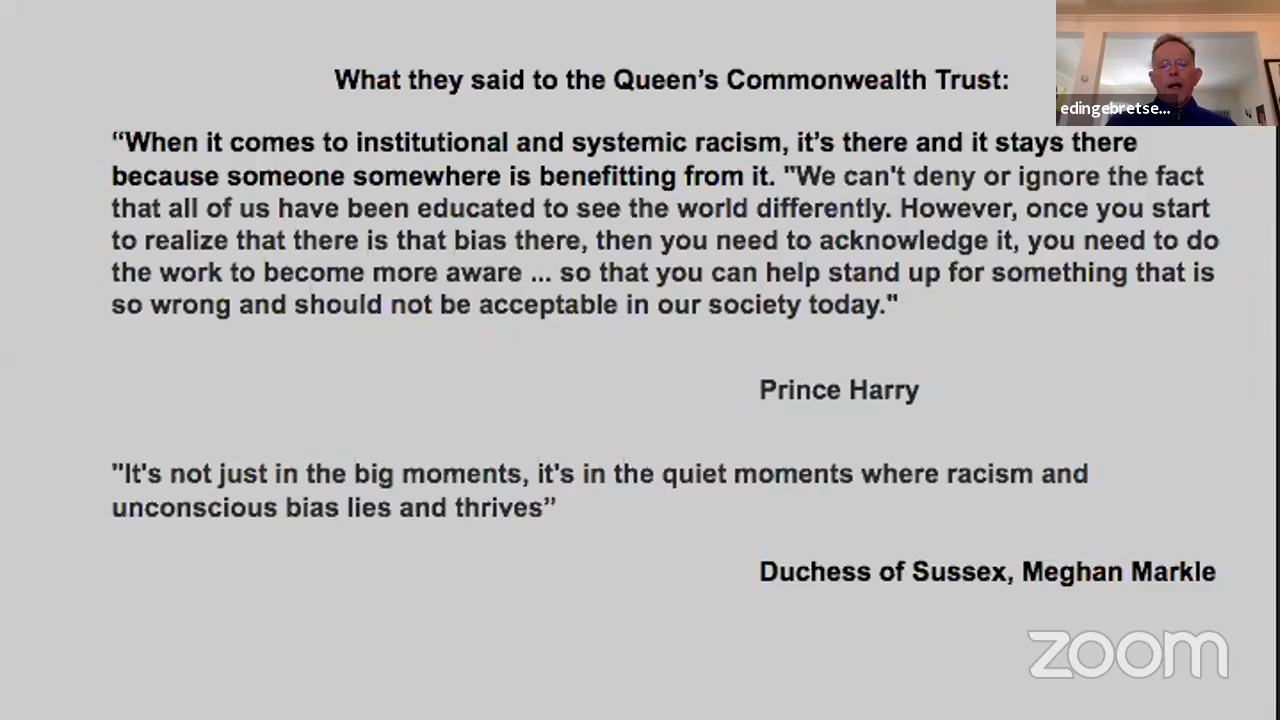 What they said to the Queen’s Commonwealth Trust:
edingebretse...
“When it comes to institutional and systemic racism, it’s there and it stays there
because someone somewhere is benefitting from it. "We can't deny or ignore the fact
that all of us have been educated to see the world differently. However, once you start
to realize that there is that bias there, then you need to acknowledge it, you need to do
the work to become more aware ... so that you can help stand up for something that is
so wrong and should not be acceptable in our society today."
Prince Harry
"It's not just in the big moments, it's in the quiet moments where racism and
unconscious bias lies and thrives”
Duchess of Sussex, Meghan Markle
zoom